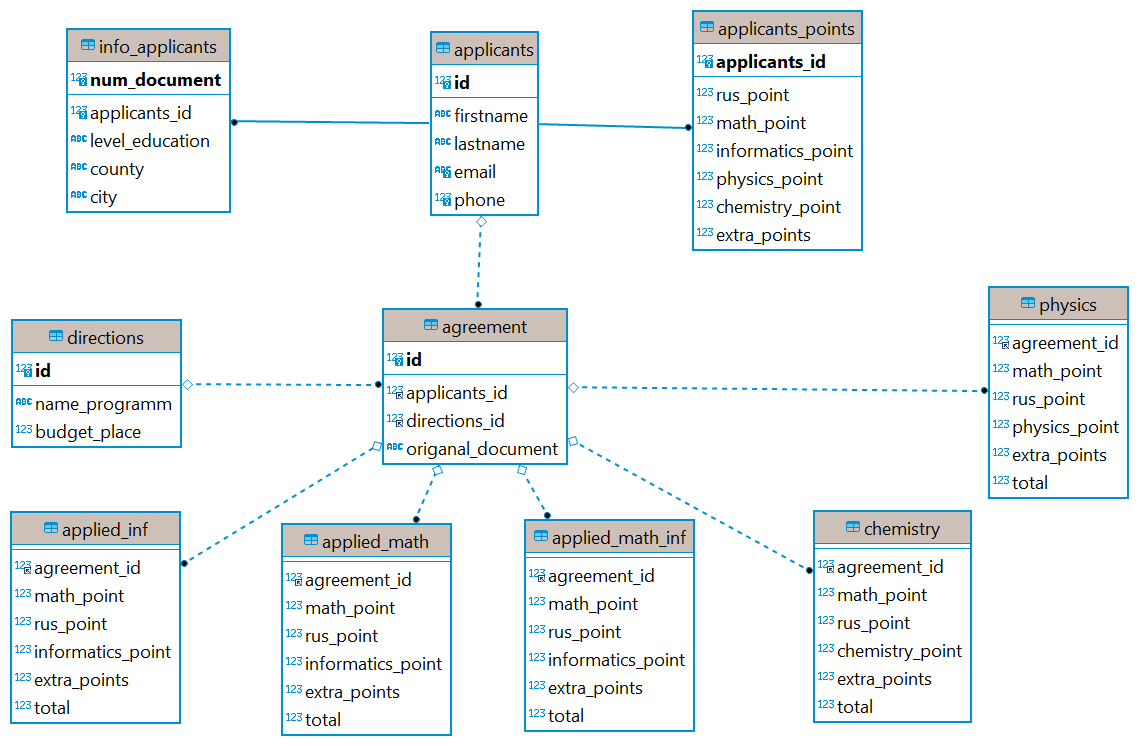 info_applicants
123 num_document
123 applicants_id
ABC level_education
ABC county
ABC city
applicants
123 id
ABC firstname
ABC lastname
ABC email
123 phone
applicants_points
123 applicants_id
123 rus_point
123 math_point
123 informatics_point
123 physics_point
123 chemistry_point
123 extra_points
directions
123 id
ABC name_programm
123 budget_place
agreement
123 id
123 applicants_id
123 directions_id
ABC origanal_document
physics
123 agreement_id
123 math_point
123 rus_point
123 physics_point
123 extra_points
123 total
applied_inf
123 agreement_id
123 math_point
123 rus_point
123 informatics_point
123 extra_points
123 total
applied_math
123 agreement_id
123 math_point
123 rus_point
123 informatics_point
123 extra_points
123 total
applied_math_inf
123 agreement_id
123 math_point
123 rus_point
123 informatics_point
123 extra_points
123 total
chemistry
123 agreement_id
123 math_point
123 rus_point
123 chemistry_point
123 extra_points
123 total